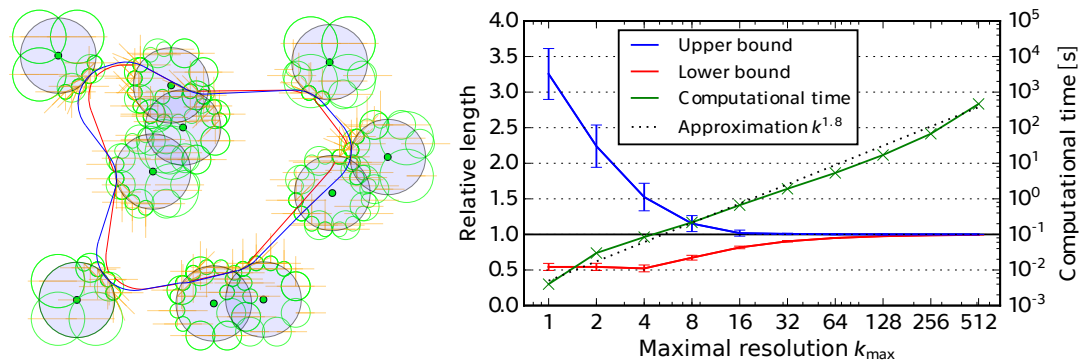 4.0
3.5
3.0
2.5
2.0
1.5
1.0
0.5
0.0
Relative length
Upper bound
Lower bound
Computational time
Approximation k^1.8
10^5
10^4
10^3
10^2
10^1
10^0
10^-1
10^-2
10^-3
Computational time [s]
1 2 4 8 16 32 64 128 256 512
Maximal resolution k_max